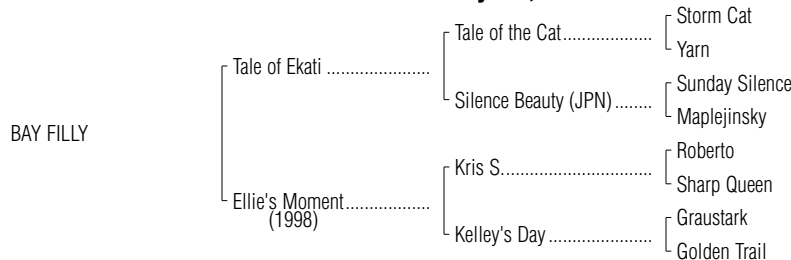 Storm Cat
Tale of the Cat....................
Yarn
Tale of Ekati ......................
Sunday Silence
Silence Beauty (JPN) ........
Maplejinsky
BAY FILLY
Roberto
Kris S................................
Sharp Queen
Ellie's Moment..................
(1998)
Graustark
Kelley's Day ......................
Golden Trail